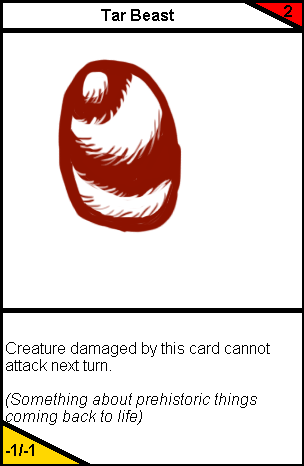 Tar Beast
2
Creature damaged by this card cannot
attack next turn.
(Something about prehistoric things
coming back to life)
-1/-1